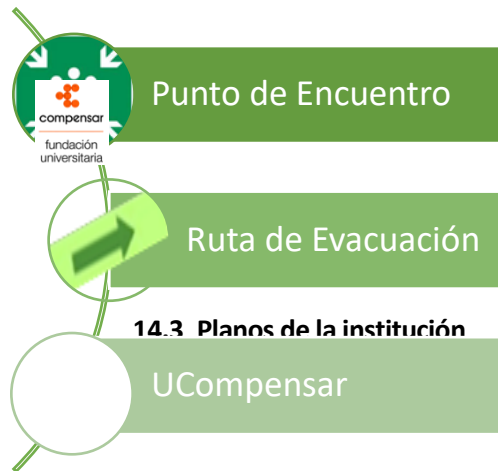 Punto de Encuentro
compensar
fundación
universitaria
Ruta de Evacuación
14.3 Planos de la institución
UCompensar